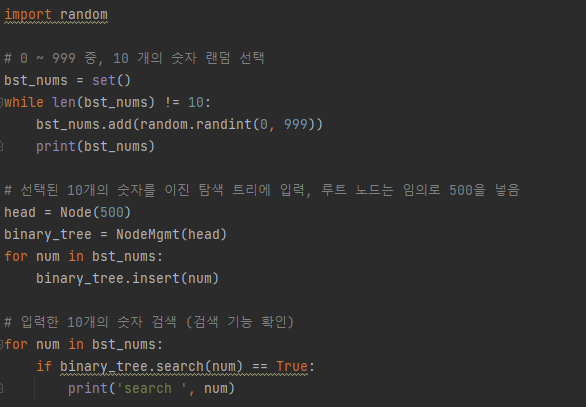 import random

# 0 ~ 999 중, 10 개의 숫자 랜덤 선택
bst_nums = set()
while len(bst_nums) != 10:
    bst_nums.add(random.randint(0, 999))
    print(bst_nums)

# 선택된 10개의 숫자를 이진 탐색 트리에 입력, 루트 노드는 임의로 500을 넣음
head = Node(500)
binary_tree = NodeMgmt(head)
for num in bst_nums:
    binary_tree.insert(num)

# 입력한 10개의 숫자 검색 (검색 기능 확인)
for num in bst_nums:
    if binary_tree.search(num) == True:
        print('search ', num)